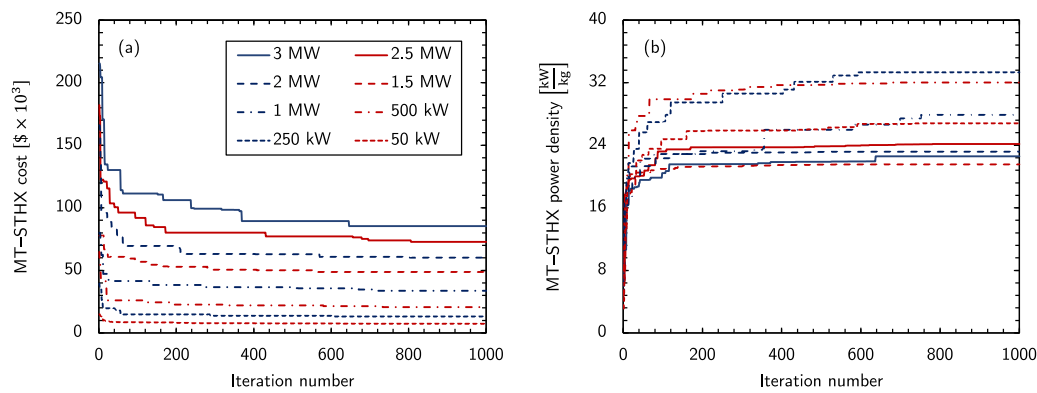 (a)
MT–STHX cost [$ × 10³]
250
200
150
100
50
0
3 MW
2.5 MW
2 MW
1.5 MW
1 MW
500 kW
250 kW
50 kW
0
200
400
600
800
1000
Iteration number
(b)
MT–STHX power density [kW/kg]
40
32
24
16
8
0
0
200
400
600
800
1000
Iteration number